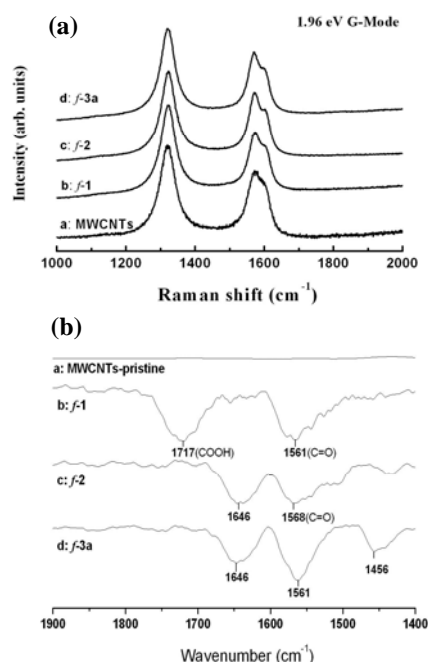 (a)
1.96 eV G-Mode
Intensity (arb. units)
d: f-3a
c: f-2
b: f-1
a: MWCNTs
1000 1200 1400 1600 1800 2000
Raman shift (cm⁻¹)
(b)
a: MWCNTs-pristine
b: f-1
1717(COOH) 1561(C=O)
c: f-2
1646 1568(C=O)
d: f-3a
1646 1561 1456
1900 1800 1700 1600 1500 1400
Wavenumber (cm⁻¹)